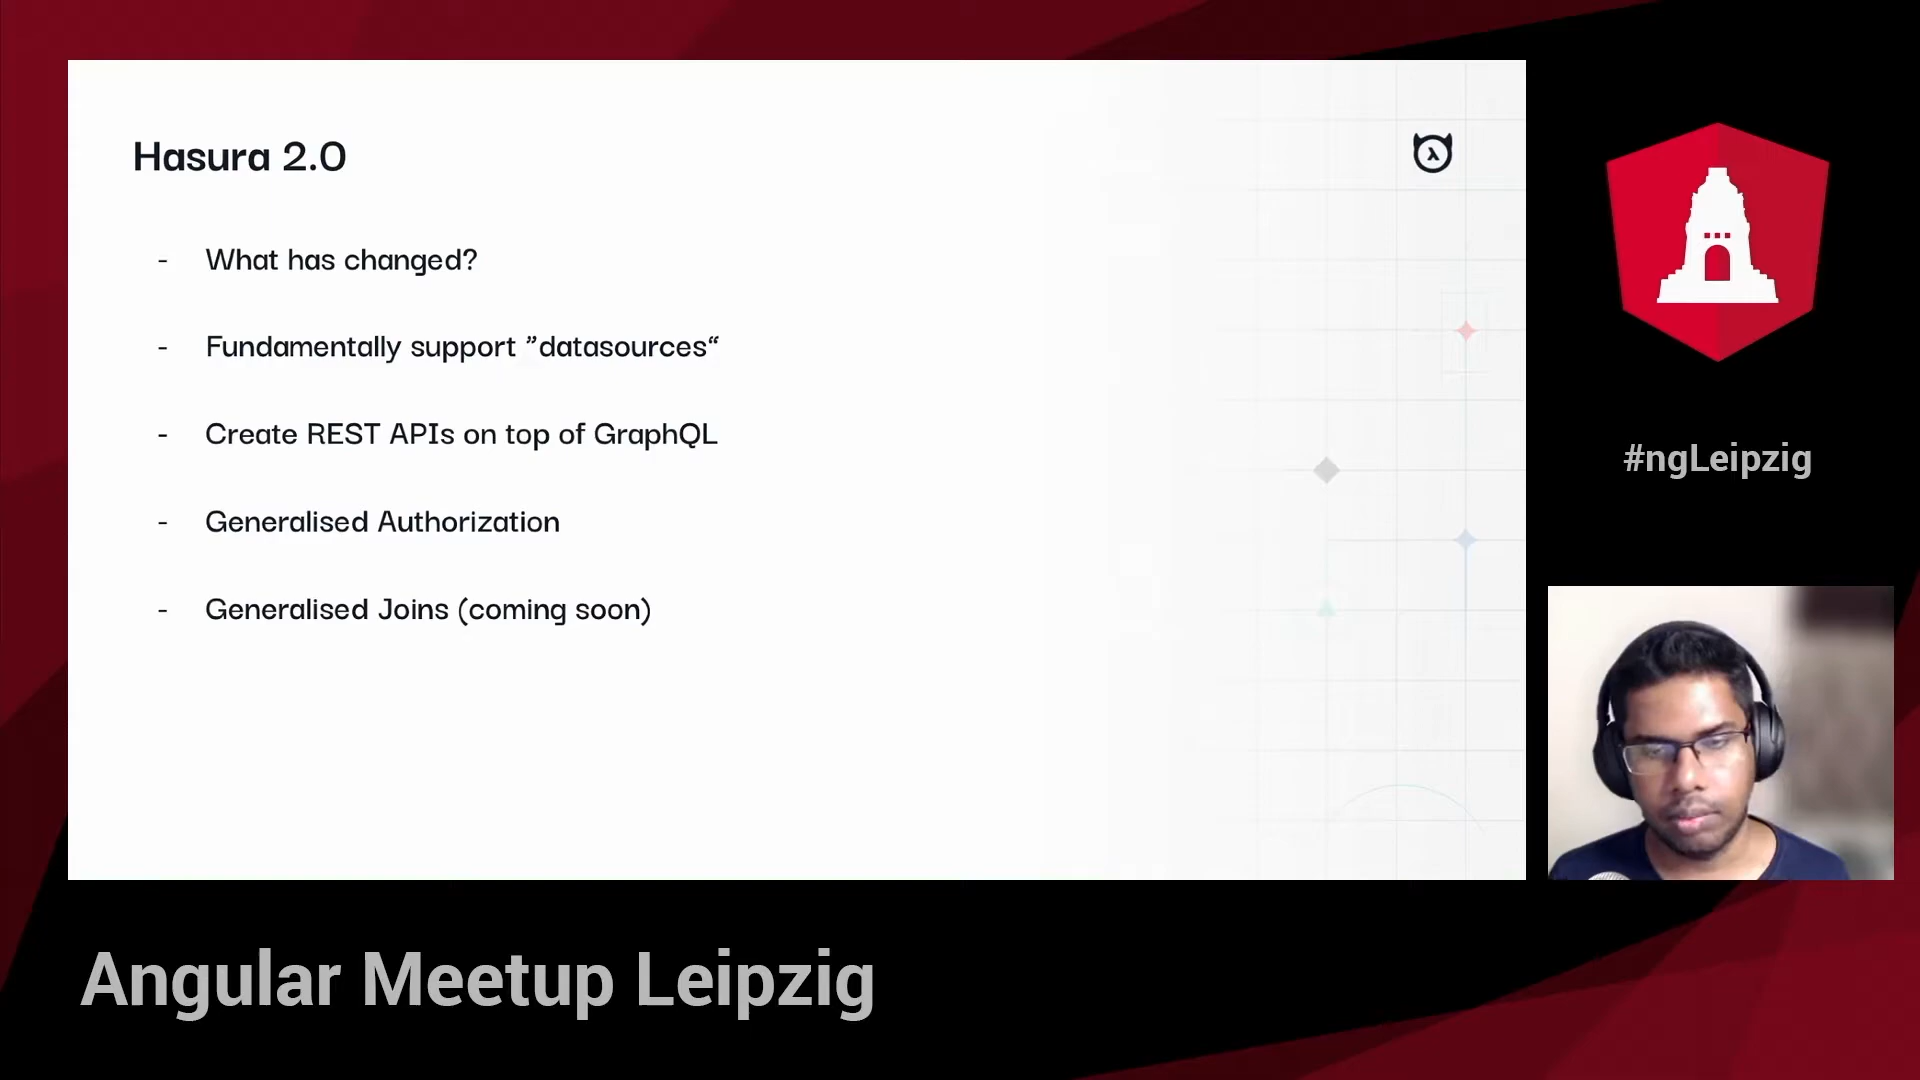 Hasura 2.0
- What has changed?
- Fundamentally support ”datasources“
- Create REST APIs on top of GraphQL
- Generalised Authorization
- Generalised Joins (coming soon)
#ngLeipzig
Angular Meetup Leipzig